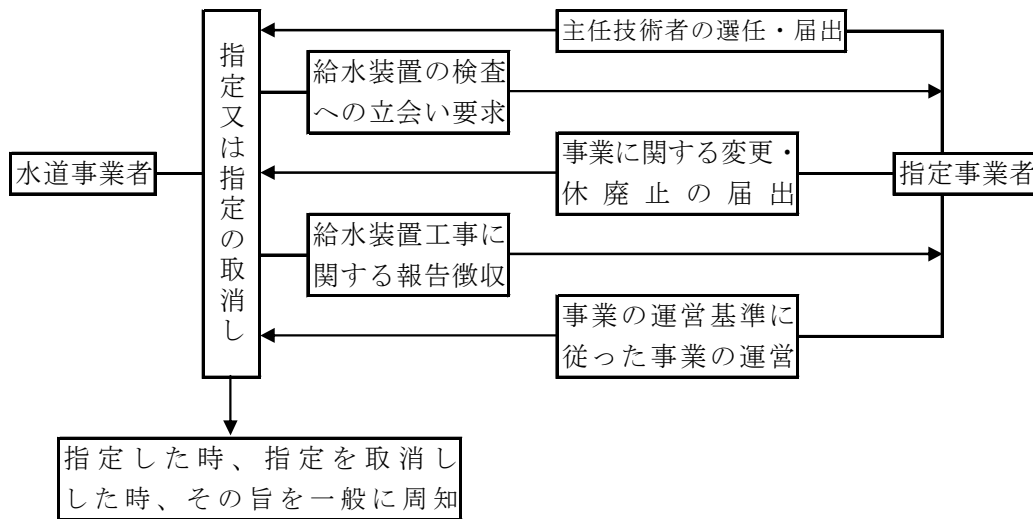 主任技術者の選任・届出
指定又は指定の取消し
給水装置の検査
への立会い要求
水道事業者
事業に関する変更・
休廃止の届出
指定事業者
給水装置工事に
関する報告徴収
事業の運営基準に
従った事業の運営
指定した時、指定を取消し
した時、その旨を一般に周知